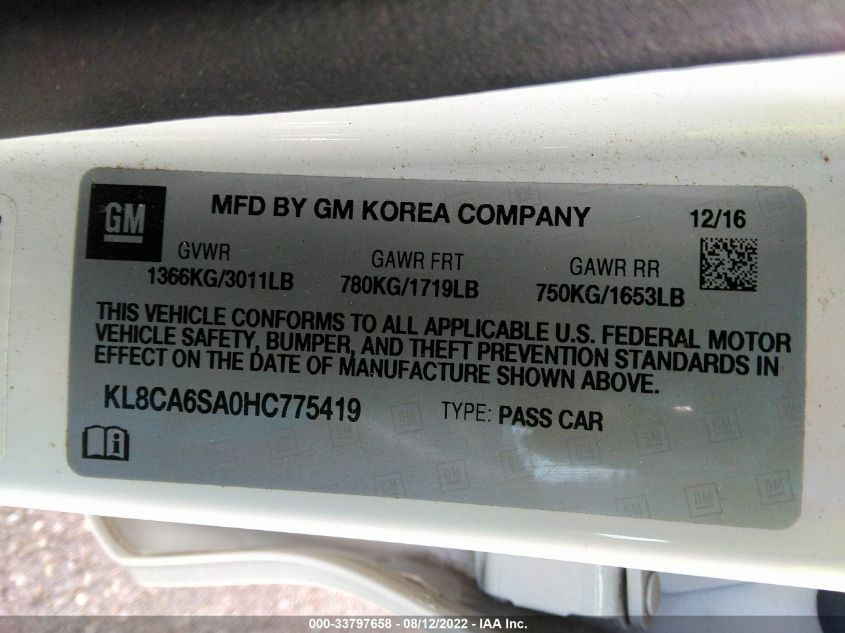 GM
MFD BY GM KOREA COMPANY 12/16
GVWR GAWR FRT GAWR RR
1366KG/3011LB 780KG/1719LB 750KG/1653LB
THIS VEHICLE CONFORMS TO ALL APPLICABLE U.S. FEDERAL MOTOR
VEHICLE SAFETY, BUMPER, AND THEFT PREVENTION STANDARDS IN
EFFECT ON THE DATE OF MANUFACTURE SHOWN ABOVE.
KL8CA6SA0HC775419 TYPE: PASS CAR
i
000-33797658 - 08/12/2022 - IAA Inc.